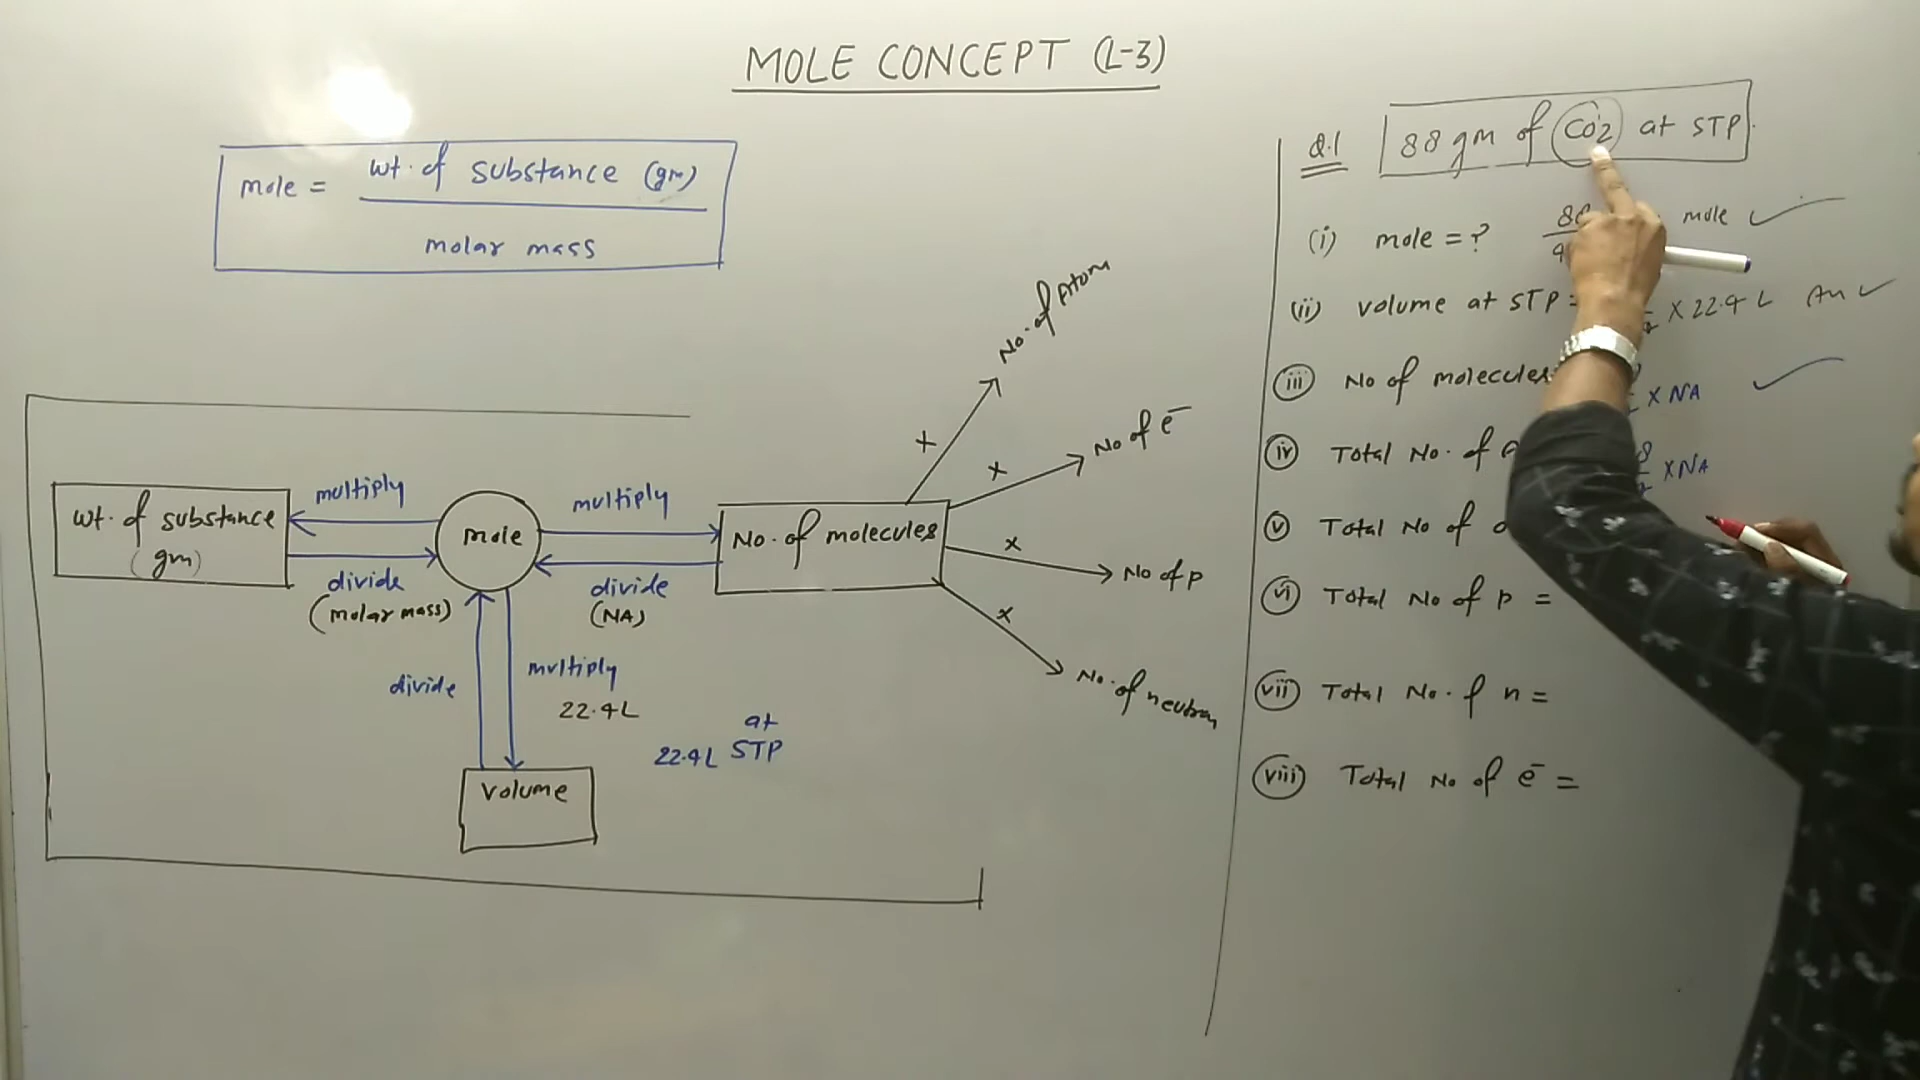 MOLE CONCEPT (L-3)
mole = wt. of substance (gm)
molar mass
wt. of substance
(gm)
multiply
divide
(molar mass)
mole
multiply
divide
(NA)
No. of molecules
divide
multiply
22.4 L
at
22.4 L STP
volume
+
No. of Atom
x
No of e⁻
x
No of p
x
No. of neutron
Q.1 88 gm of CO2 at STP.
(i) mole = ? mole
(ii) volume at STP = X 22.4 L An
(iii) No of molecules X NA
(iv) Total No. of X NA
(v) Total No of
(vi) Total No of p =
(vii) Total No. of n =
(viii) Total No of e⁻ =